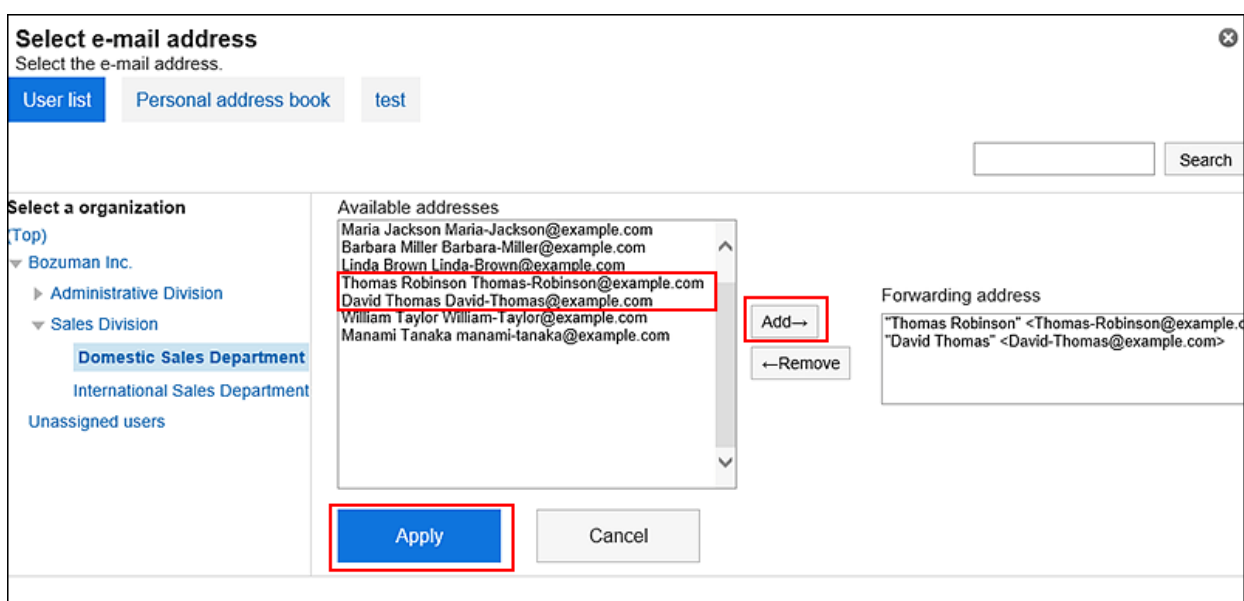 Select e-mail address
Select the e-mail address.
User list Personal address book test
Search
Select a organization
(Top)
Bozuman Inc.
Administrative Division
Sales Division
Domestic Sales Department
International Sales Department
Unassigned users
Available addresses
Maria Jackson Maria-Jackson@example.com
Barbara Miller Barbara-Miller@example.com
Linda Brown Linda-Brown@example.com
Thomas Robinson Thomas-Robinson@example.com
David Thomas David-Thomas@example.com
William Taylor William-Taylor@example.com
Manami Tanaka manami-tanaka@example.com
Add→
←Remove
Forwarding address
"Thomas Robinson" <Thomas-Robinson@example.c
"David Thomas" <David-Thomas@example.com>
Apply Cancel